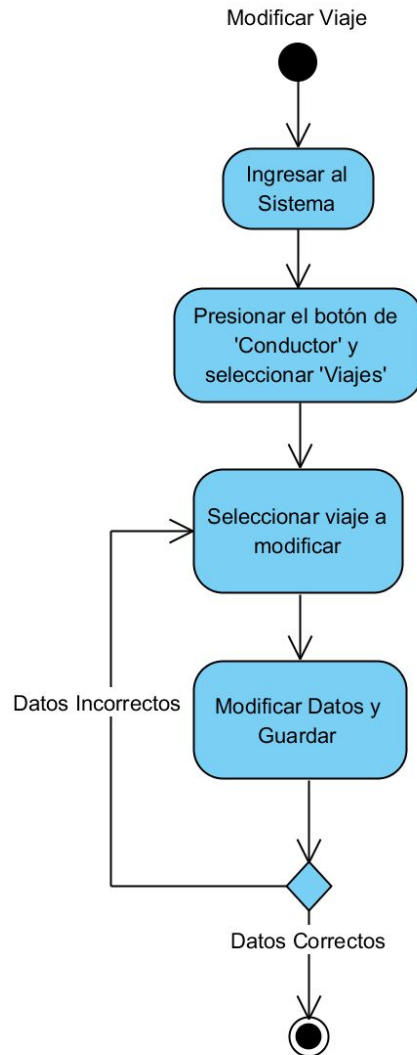 Modificar Viaje
Ingresar al
Sistema
Presionar el botón de
'Conductor' y
seleccionar 'Viajes'
Seleccionar viaje a
modificar
Modificar Datos y
Guardar
Datos Incorrectos
Datos Correctos